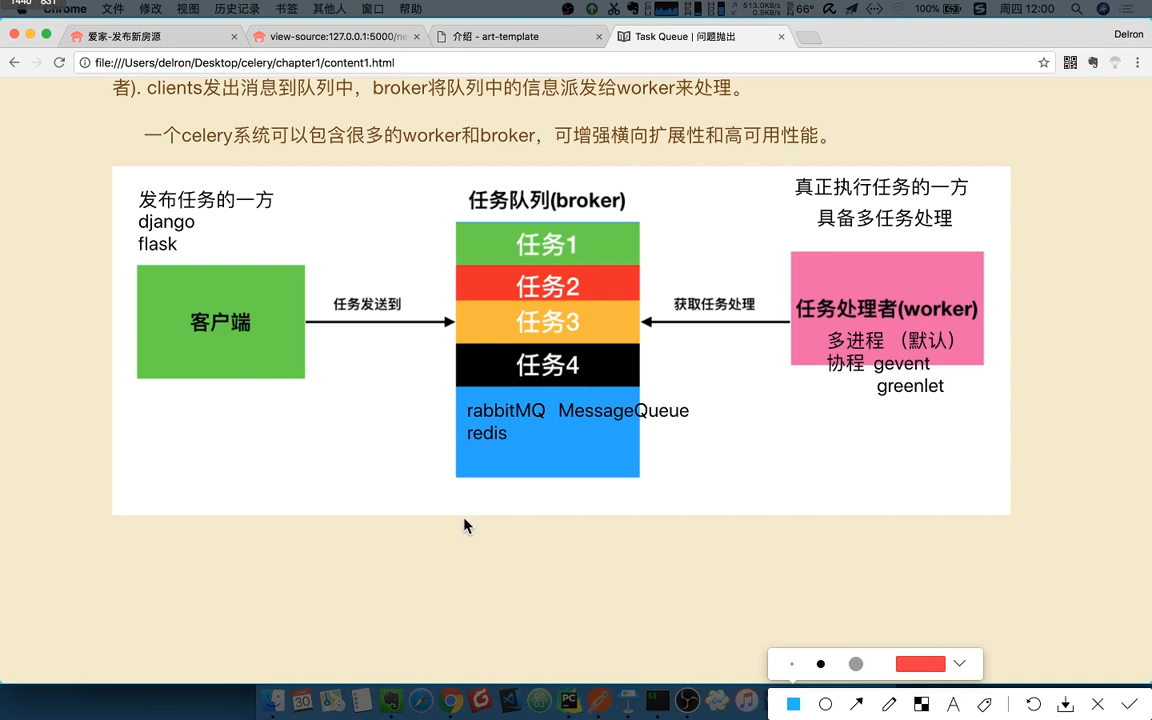 Chrome 文件 修改 视图 历史记录 书签 其他人 窗口 帮助 513.0KB/s 0.5KB/s 66° 100% 周四 12:00
爱家-发布新房源 view-source:127.0.0.1:5000/ne 介绍 - art-template Task Queue | 问题抛出 Delron
file:///Users/delron/Desktop/celery/chapter1/content1.html
者). clients发出消息到队列中，broker将队列中的信息派发给worker来处理。
一个celery系统可以包含很多的worker和broker，可增强横向扩展性和高可用性能。
发布任务的一方
django
flask
客户端
任务发送到
任务队列(broker)
任务1
任务2
任务3
任务4
rabbitMQ MessageQueue
redis
获取任务处理
真正执行任务的一方
具备多任务处理
任务处理者(worker)
多进程 （默认）
协程 gevent
greenlet